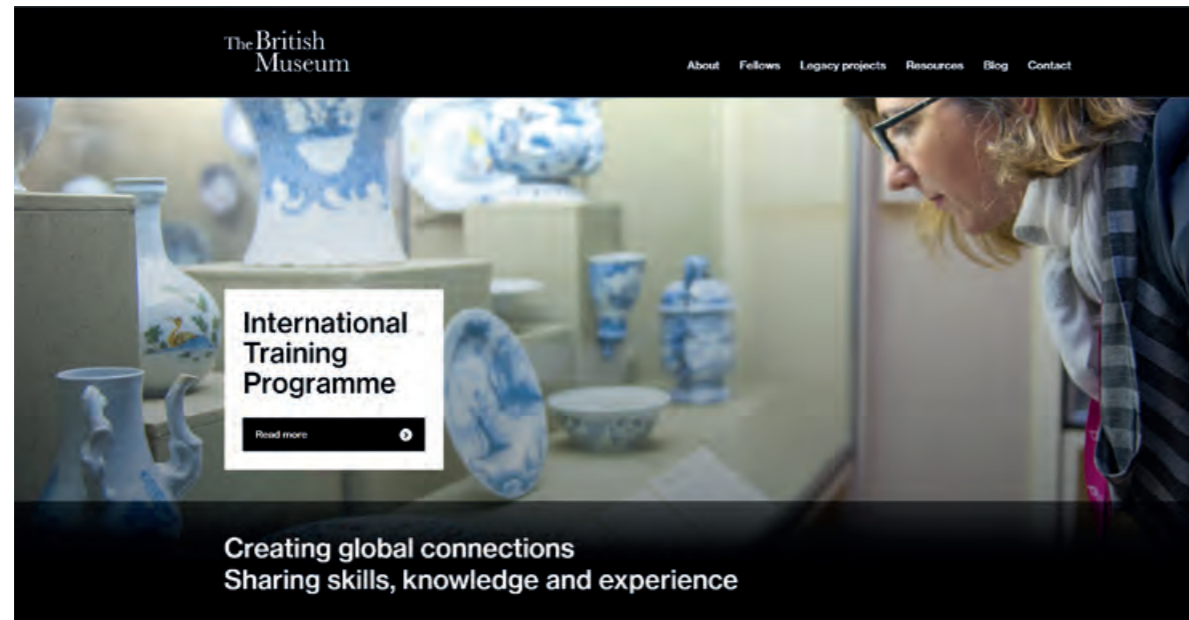 The British
Museum
About Fellows Legacy projects Resources Blog Contact
International
Training
Programme
Read more
Creating global connections
Sharing skills, knowledge and experience